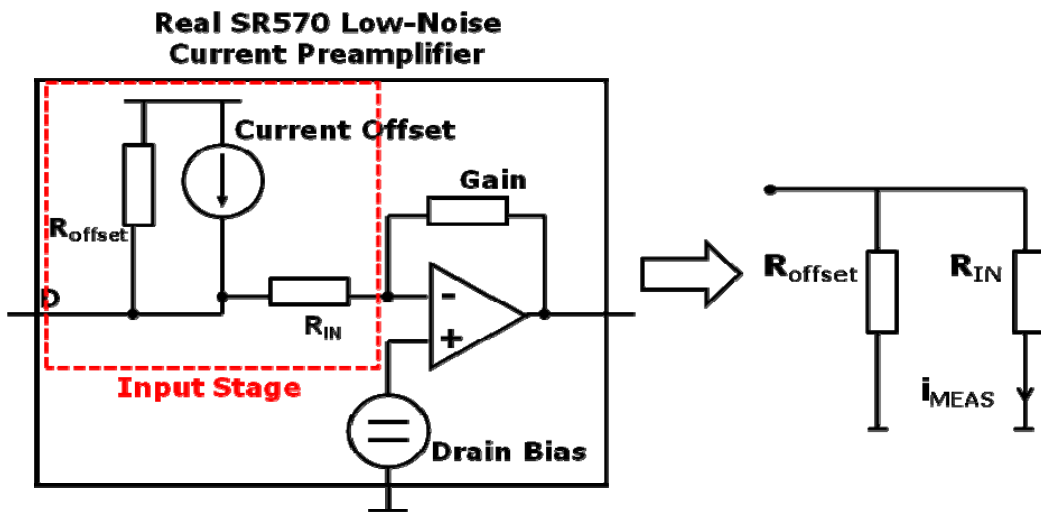 Real SR570 Low-Noise
Current Preamplifier
Current Offset
Gain
Roffset
D
RIN
-
+
Input Stage
Drain Bias
Roffset
RIN
iMEAS